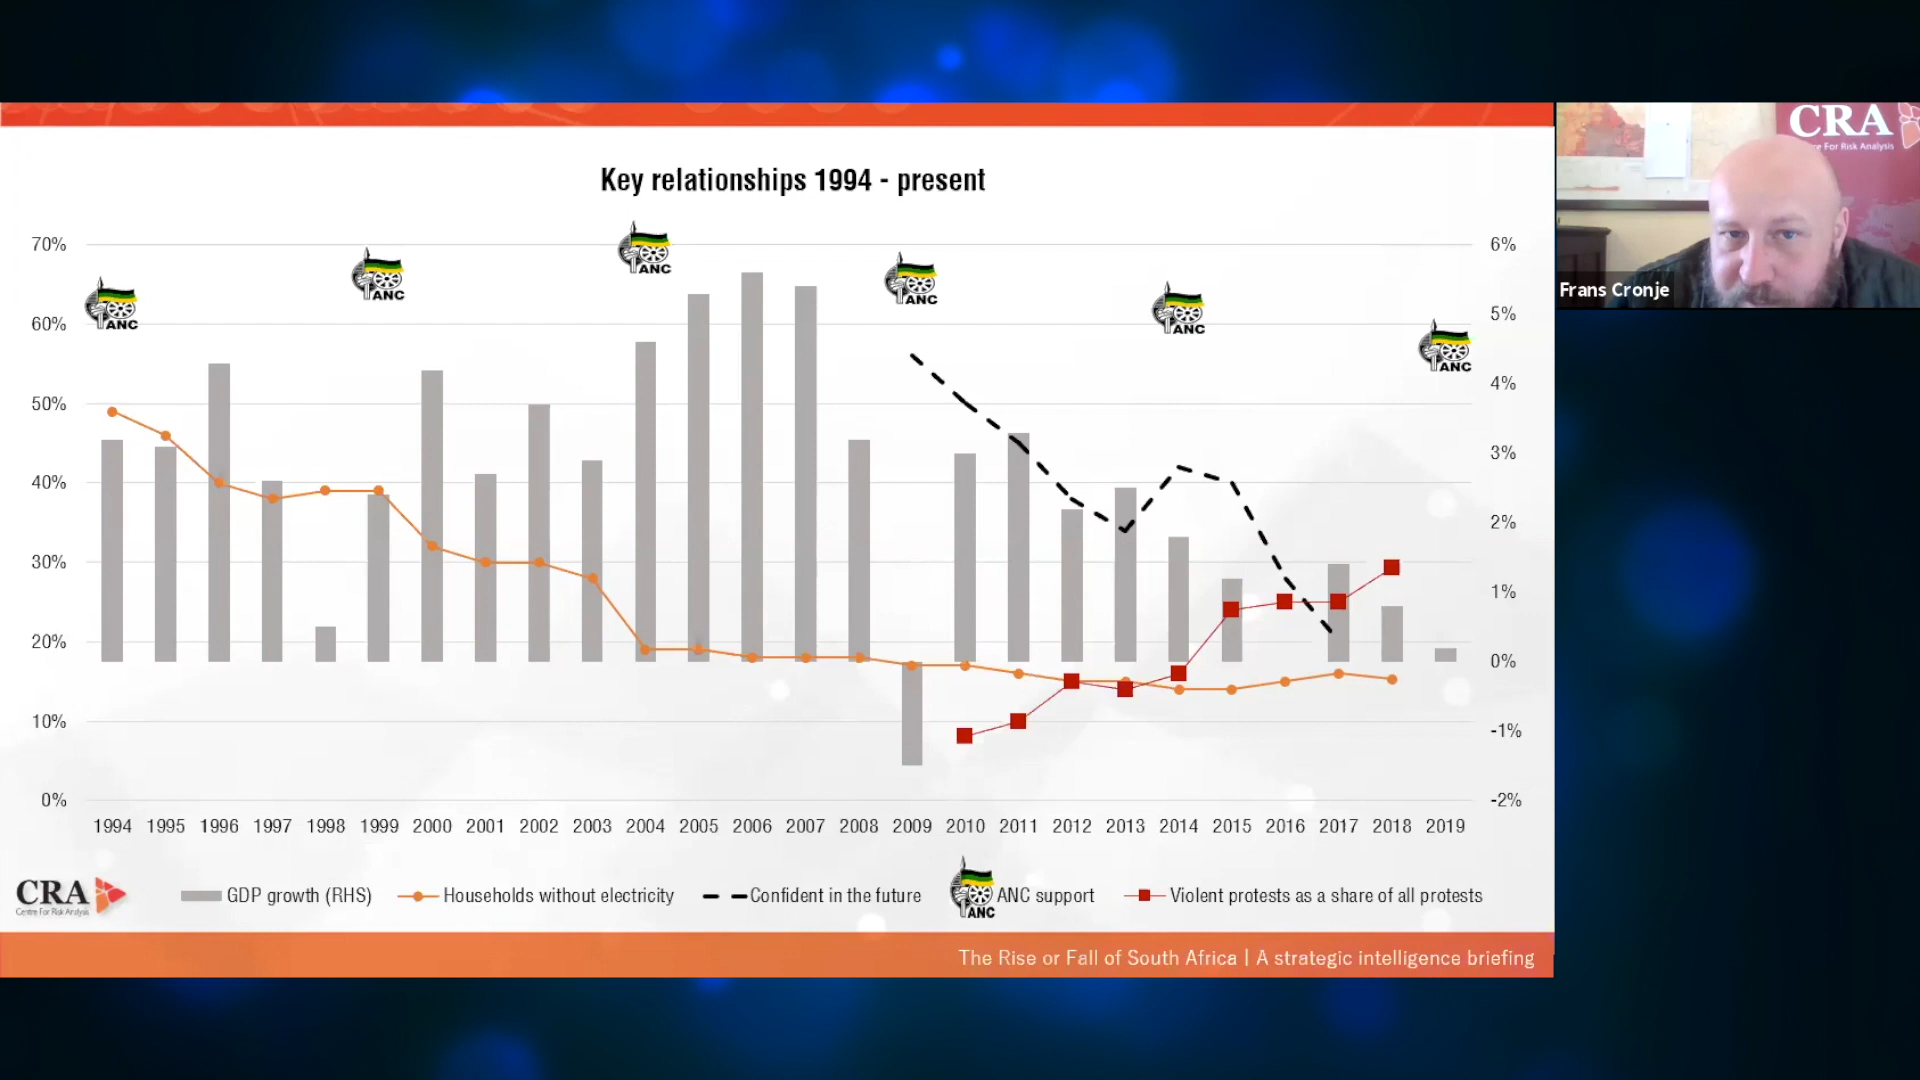 Key relationships 1994 - present
70%
60%
50%
40%
30%
20%
10%
0%
6%
5%
4%
3%
2%
1%
0%
-1%
-2%
ANC
ANC
ANC
ANC
ANC
ANC
1994 1995 1996 1997 1998 1999 2000 2001 2002 2003 2004 2005 2006 2007 2008 2009 2010 2011 2012 2013 2014 2015 2016 2017 2018 2019
GDP growth (RHS) Households without electricity Confident in the future ANC ANC support Violent protests as a share of all protests
CRA
Centre For Risk Analysis
The Rise or Fall of South Africa | A strategic intelligence briefing
CRA
re For Risk Analysis
Frans Cronje